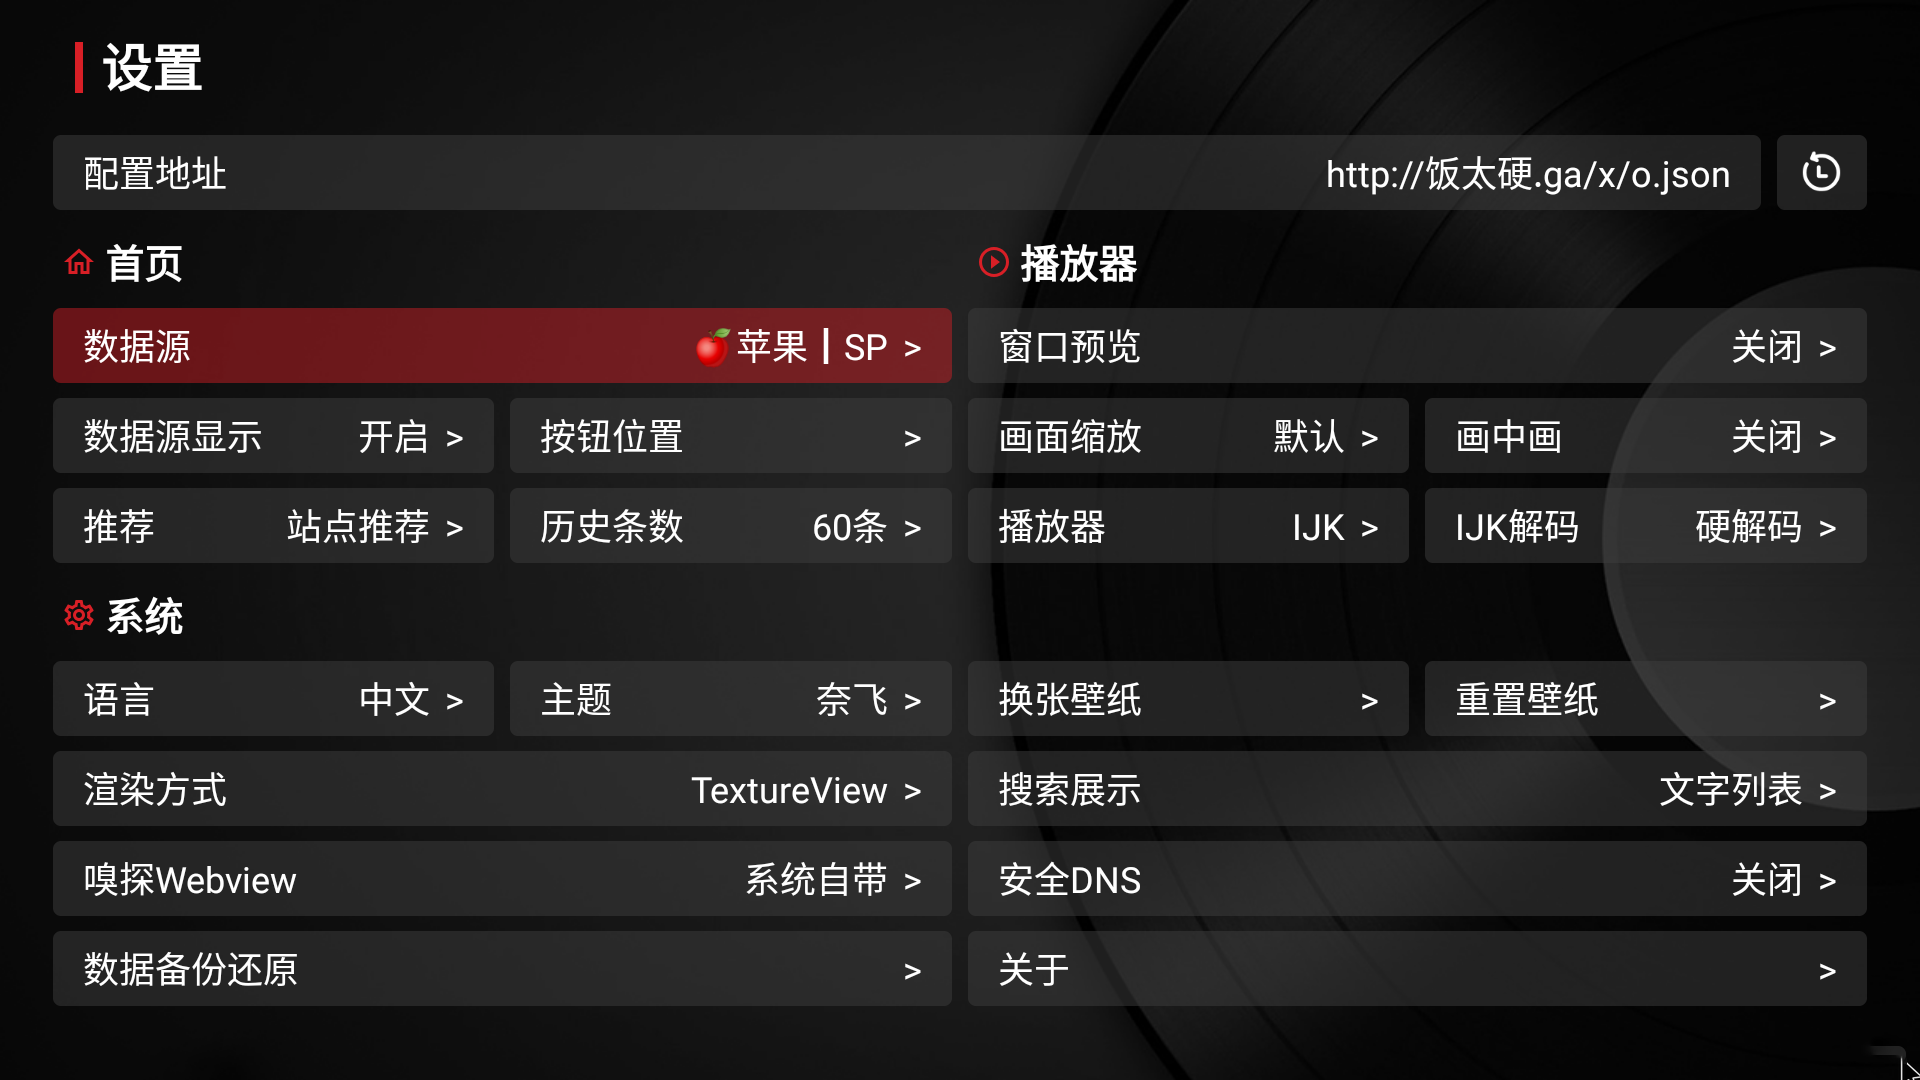 设置
配置地址 http://饭太硬.ga/x/o.json
首页
数据源 🍎苹果┃SP >
数据源显示 开启 > 按钮位置 >
推荐 站点推荐 > 历史条数 60条 >
播放器
窗口预览 关闭 >
画面缩放 默认 > 画中画 关闭 >
播放器 IJK > IJK解码 硬解码 >
系统
语言 中文 > 主题 奈飞 > 换张壁纸 > 重置壁纸 >
渲染方式 TextureView > 搜索展示 文字列表 >
嗅探Webview 系统自带 > 安全DNS 关闭 >
数据备份还原 > 关于 >